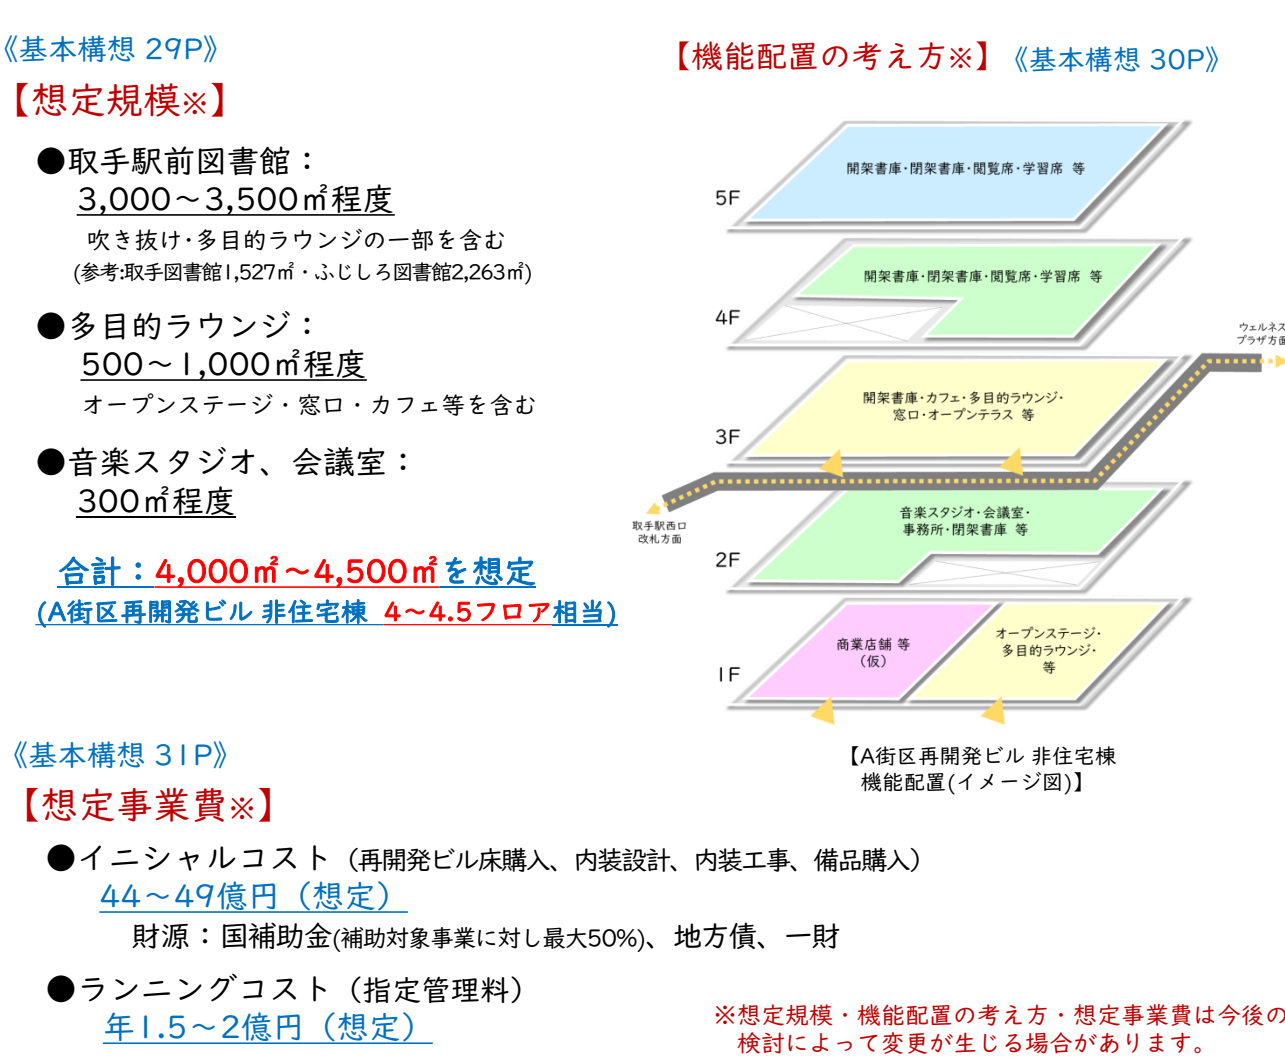 《基本構想 29P》
【想定規模※】
●取手駅前図書館：
3,000～3,500㎡程度
吹き抜け･多目的ラウンジの一部を含む
(参考:取手図書館1,527㎡・ふじしろ図書館2,263㎡)
●多目的ラウンジ：
500～1,000㎡程度
オープンステージ・窓口・カフェ等を含む
●音楽スタジオ、会議室：
300㎡程度
合計：4,000㎡～4,500㎡を想定
(A街区再開発ビル 非住宅棟 4～4.5フロア相当)
【機能配置の考え方※】《基本構想 30P》
開架書庫･閉架書庫･閲覧席･学習席 等
5F
開架書庫･閉架書庫･閲覧席･学習席 等
4F
ウェルネス
プラザ方面
開架書庫･カフェ･多目的ラウンジ･
窓口･オープンテラス 等
3F
取手駅西口
改札方面
音楽スタジオ･会議室･
事務所･閉架書庫 等
2F
商業店舗 等
（仮）
オープンステージ･
多目的ラウンジ･
等
1F
【A街区再開発ビル 非住宅棟
機能配置(イメージ図)】
《基本構想 31P》
【想定事業費※】
●イニシャルコスト（再開発ビル床購入、内装設計、内装工事、備品購入）
44～49億円（想定）
財源：国補助金(補助対象事業に対し最大50%)、地方債、一財
●ランニングコスト（指定管理料）
年1.5～2億円（想定）
※想定規模・機能配置の考え方・想定事業費は今後の
検討によって変更が生じる場合があります。